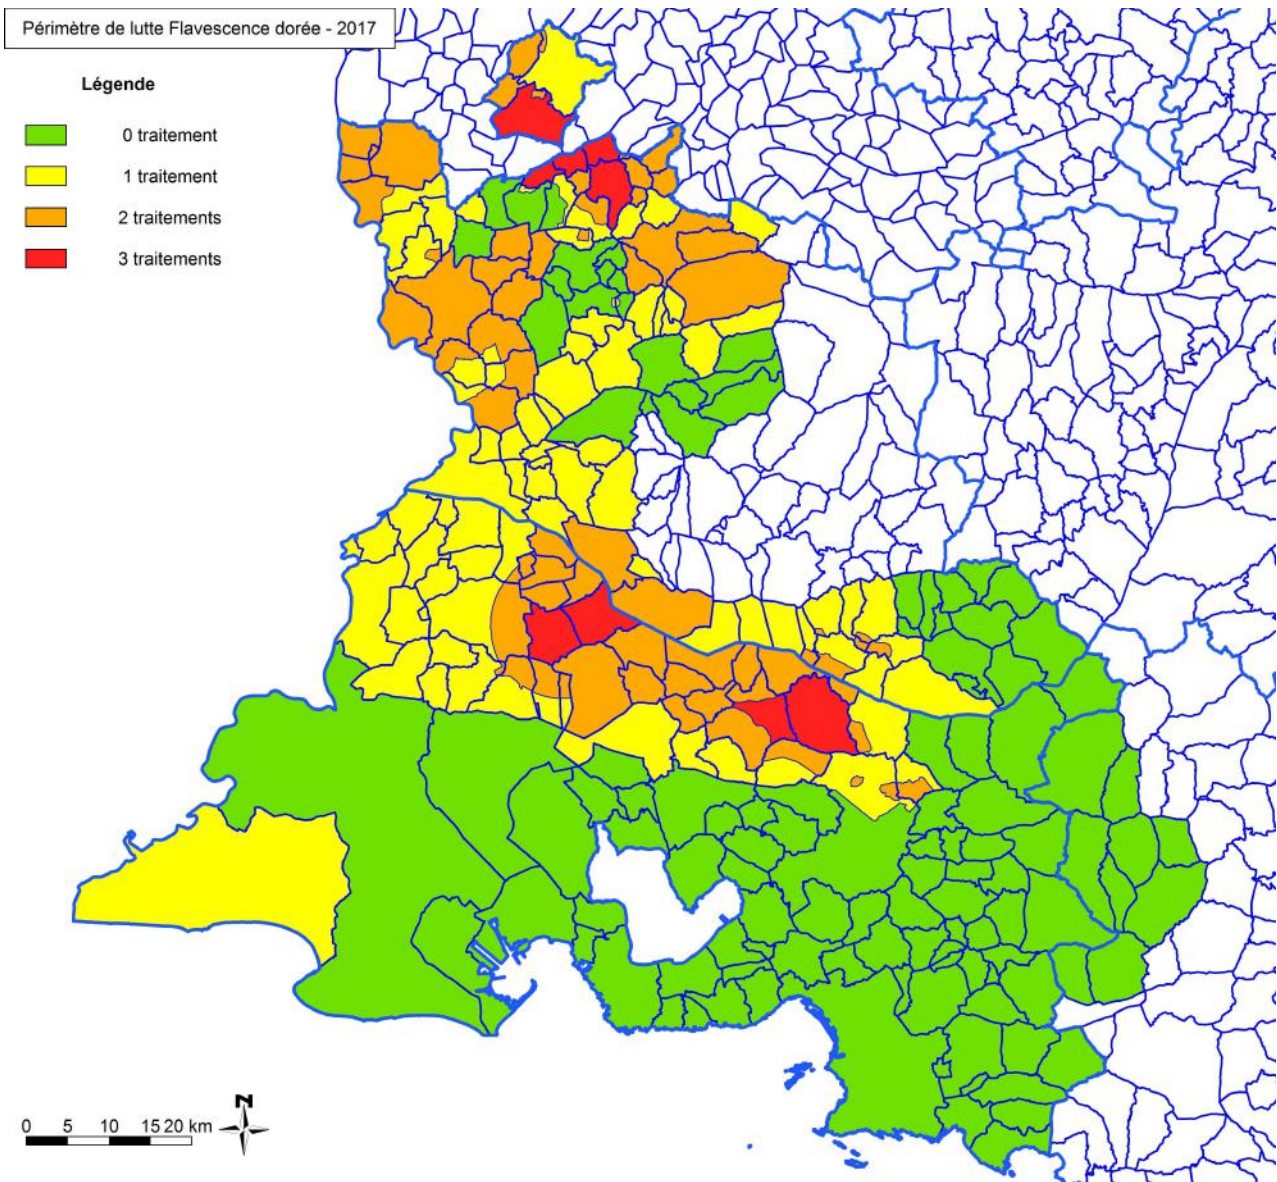 Périmètre de lutte Flavescence dorée - 2017
Légende
0 traitement
1 traitement
2 traitements
3 traitements
N
0 5 10 15 20 km